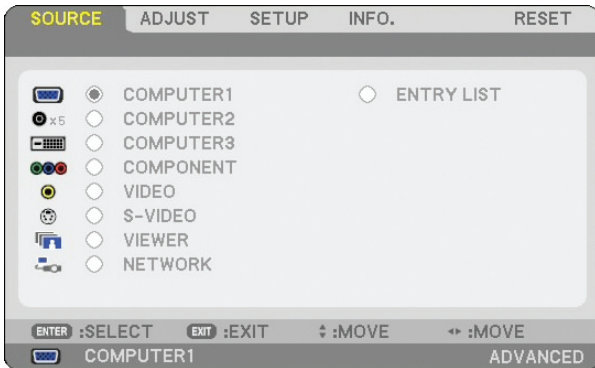 SOURCE ADJUST SETUP INFO. RESET
COMPUTER1 ENTRY LIST
x5 COMPUTER2
COMPUTER3
COMPONENT
VIDEO
S-VIDEO
VIEWER
NETWORK
ENTER :SELECT EXIT :EXIT :MOVE :MOVE
COMPUTER1 ADVANCED